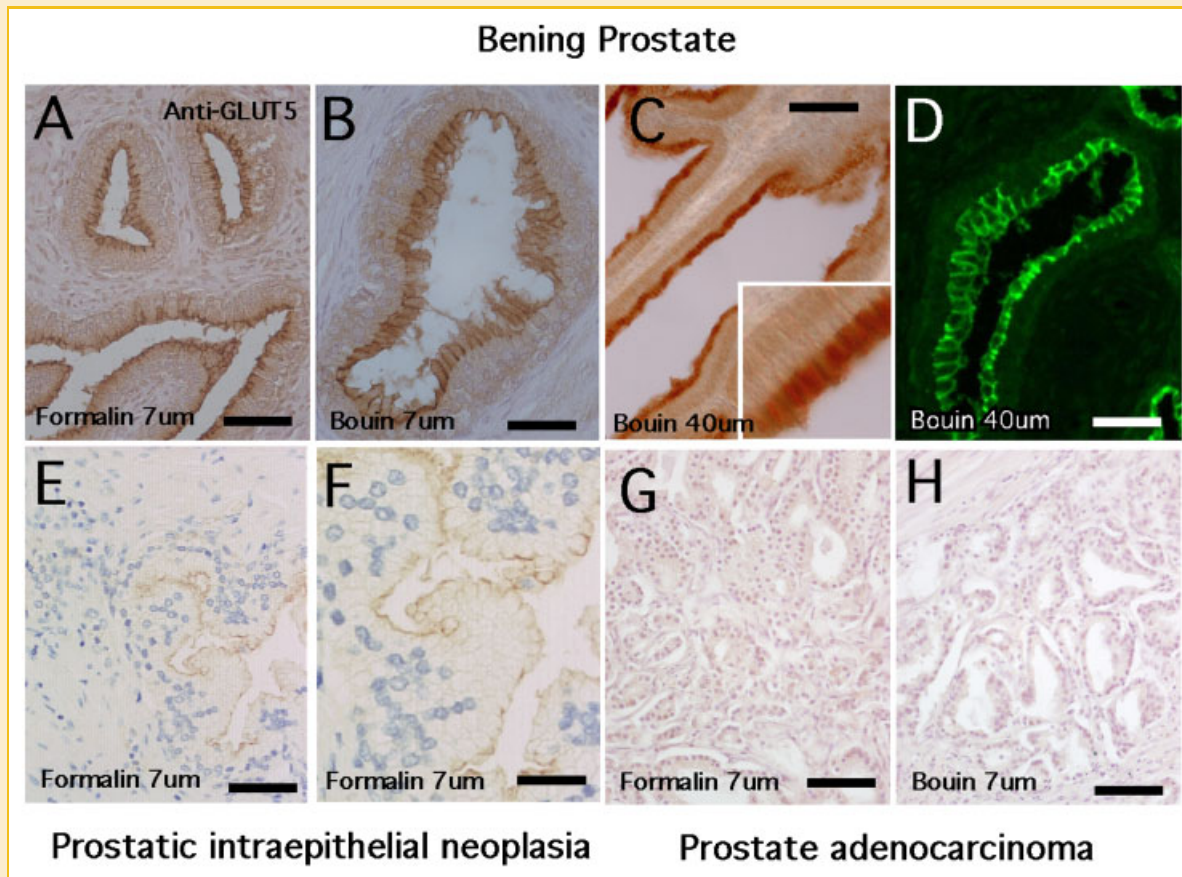 Bening Prostate
A
Anti-GLUT5
B
C
D
Formalin 7um
Bouin 7um
Bouin 40um
Bouin 40um
E
F
G
H
Formalin 7um
Formalin 7um
Formalin 7um
Bouin 7um
Prostatic intraepithelial neoplasia
Prostate adenocarcinoma